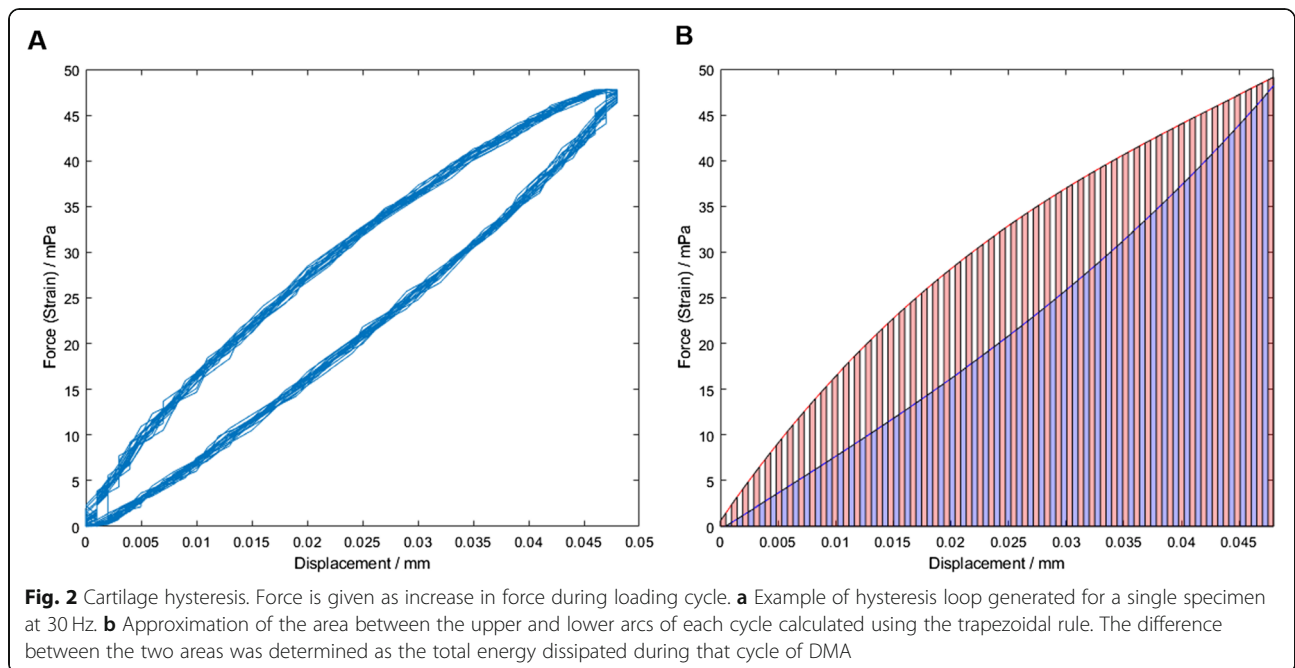 A
B
50
45
40
35
30
25
20
15
10
5
0
Force (Strain) / mPa
0 0.005 0.01 0.015 0.02 0.025 0.03 0.035 0.04 0.045 0.05
Displacement / mm
50
45
40
35
30
25
20
15
10
5
0
Force (Strain) / mPa
0 0.005 0.01 0.015 0.02 0.025 0.03 0.035 0.04 0.045
Displacement / mm
Fig. 2 Cartilage hysteresis. Force is given as increase in force during loading cycle. a Example of hysteresis loop generated for a single specimen
at 30 Hz. b Approximation of the area between the upper and lower arcs of each cycle calculated using the trapezoidal rule. The difference
between the two areas was determined as the total energy dissipated during that cycle of DMA